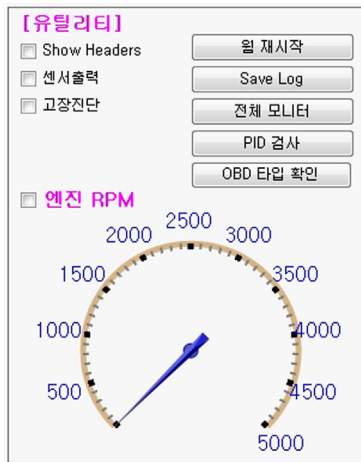 [유틸리티]
Show Headers
웜 재시작
센서출력
Save Log
고장진단
전체 모니터
PID 검사
OBD 타입 확인
엔진 RPM
2500
2000
3000
1500
3500
1000
4000
500
4500
5000